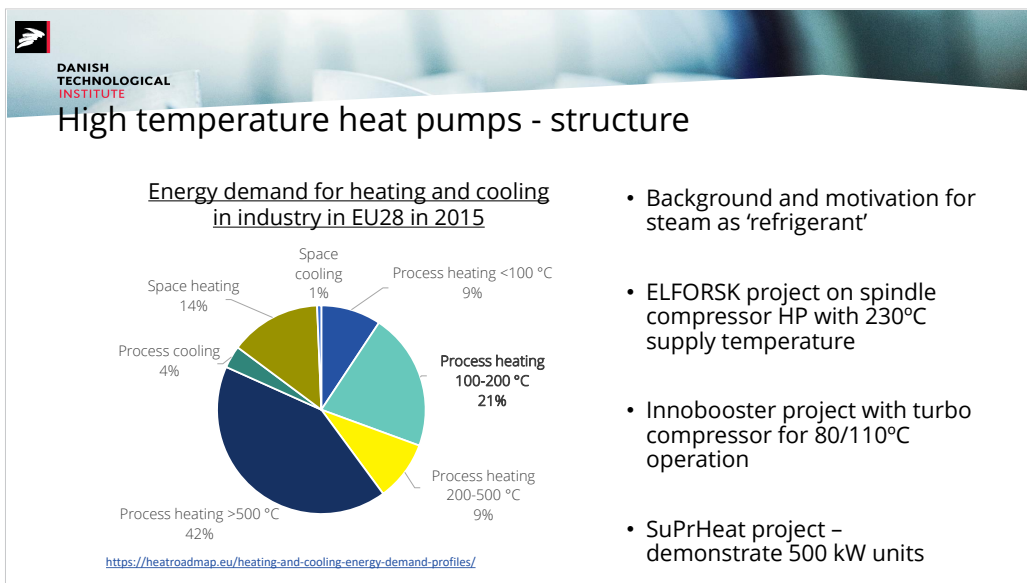 DANISH
TECHNOLOGICAL
INSTITUTE
High temperature heat pumps - structure
Energy demand for heating and cooling
in industry in EU28 in 2015
Space
cooling
1%
Process heating <100 °C
9%
Space heating
14%
Process cooling
4%
Process heating
100-200 °C
21%
Process heating
200-500 °C
9%
Process heating >500 °C
42%
https://heatroadmap.eu/heating-and-cooling-energy-demand-profiles/
• Background and motivation for
steam as ‘refrigerant’
• ELFORSK project on spindle
compressor HP with 230ºC
supply temperature
• Innobooster project with turbo
compressor for 80/110ºC
operation
• SuPrHeat project –
demonstrate 500 kW units